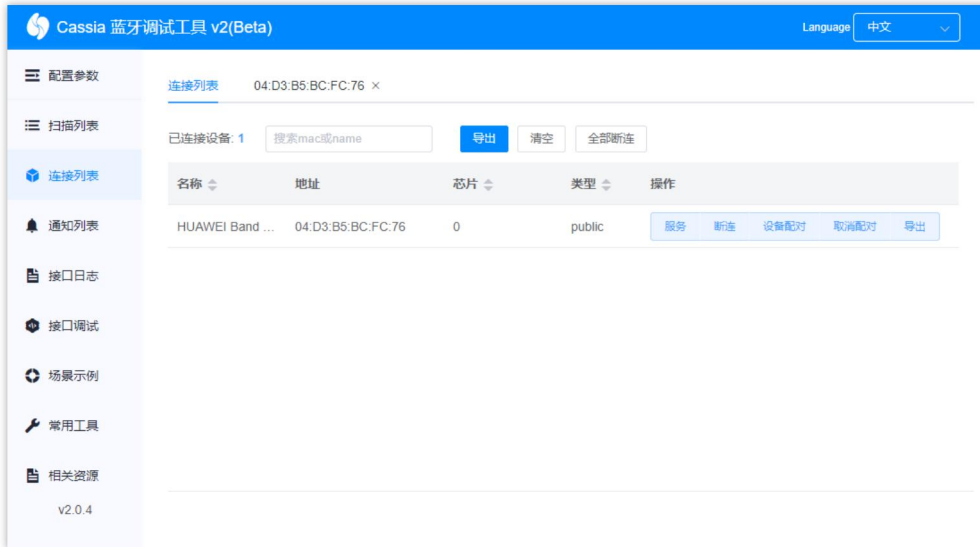 Cassia 蓝牙调试工具 v2(Beta)
Language 中文
配置参数
扫描列表
连接列表
通知列表
接口日志
接口调试
场景示例
常用工具
相关资源
v2.0.4
连接列表 04:D3:B5:BC:FC:76 ×
已连接设备: 1 搜索mac或name 导出 清空 全部断连
名称 地址 芯片 类型 操作
HUAWEI Band ... 04:D3:B5:BC:FC:76 0 public 服务 断连 设备配对 取消配对 导出